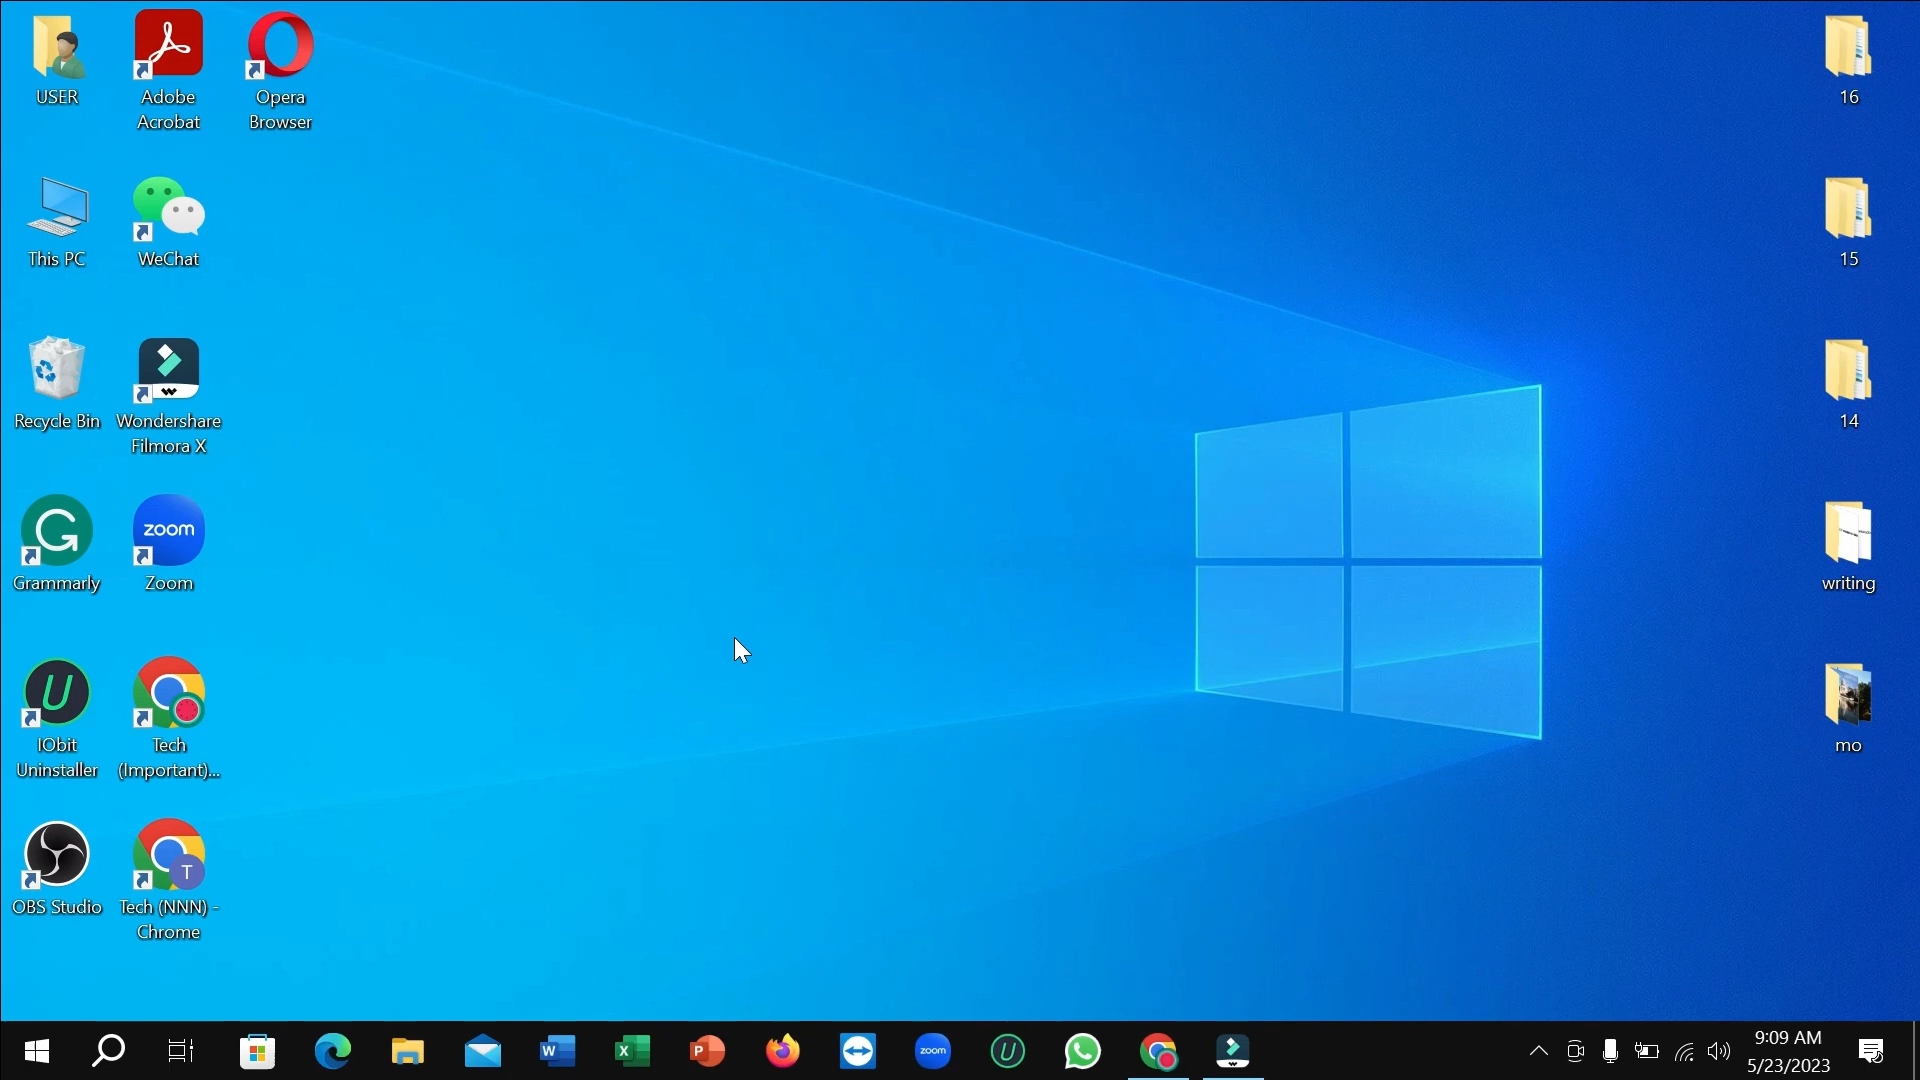 USER
Adobe
Acrobat
Opera
Browser
16
This PC
WeChat
15
Recycle Bin
Wondershare
Filmora X
14
zoom
Grammarly
Zoom
writing
IObit
Uninstaller
Tech
(Important)...
mo
T
OBS Studio
Tech (NNN) -
Chrome
W
X
P
zoom
9:09 AM
5/23/2023